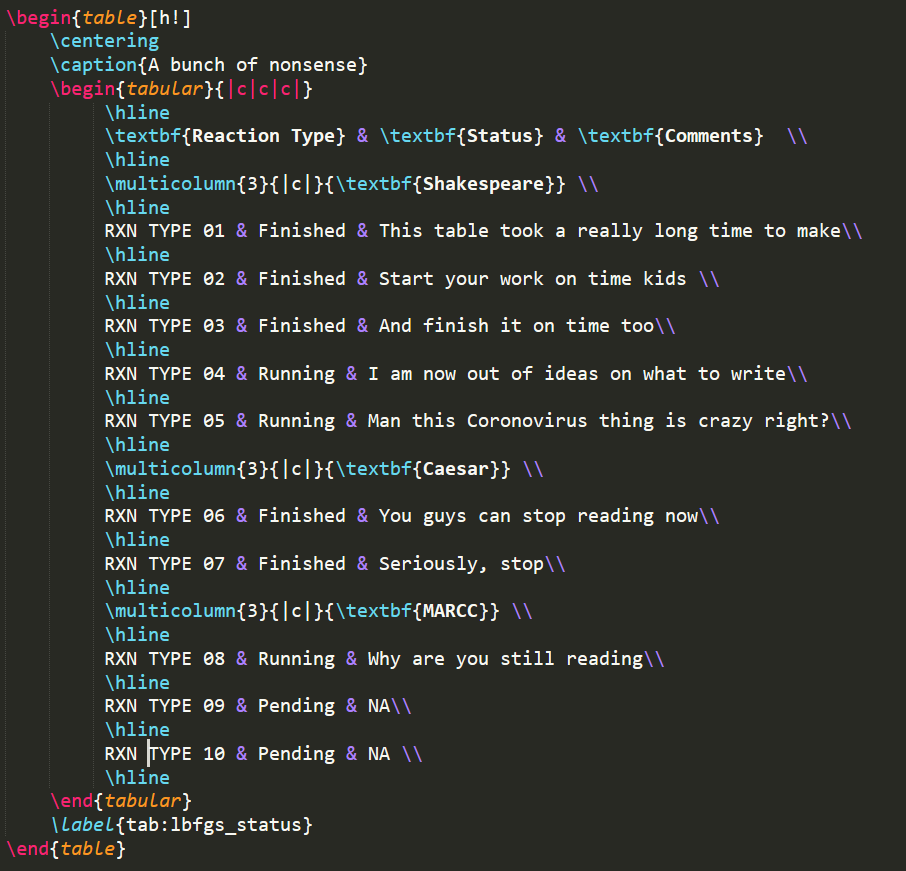 \begin{table}[h!]
\centering
\caption{A bunch of nonsense}
\begin{tabular}{|c|c|c|}
\hline
\textbf{Reaction Type} & \textbf{Status} & \textbf{Comments}  \\
\hline
\multicolumn{3}{|c|}{\textbf{Shakespeare}} \\
\hline
RXN TYPE 01 & Finished & This table took a really long time to make\\
\hline
RXN TYPE 02 & Finished & Start your work on time kids \\
\hline
RXN TYPE 03 & Finished & And finish it on time too\\
\hline
RXN TYPE 04 & Running & I am now out of ideas on what to write\\
\hline
RXN TYPE 05 & Running & Man this Coronovirus thing is crazy right?\\
\hline
\multicolumn{3}{|c|}{\textbf{Caesar}} \\
\hline
RXN TYPE 06 & Finished & You guys can stop reading now\\
\hline
RXN TYPE 07 & Finished & Seriously, stop\\
\hline
\multicolumn{3}{|c|}{\textbf{MARCC}} \\
\hline
RXN TYPE 08 & Running & Why are you still reading\\
\hline
RXN TYPE 09 & Pending & NA\\
\hline
RXN TYPE 10 & Pending & NA \\
\hline
\end{tabular}
\label{tab:lbfgs_status}
\end{table}